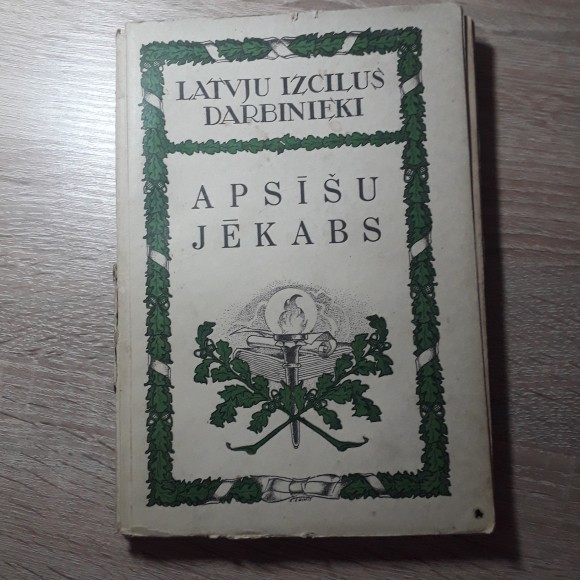 LATVJU IZCILUS
DARBINIEKI
APSĪŠU
JĒKABS